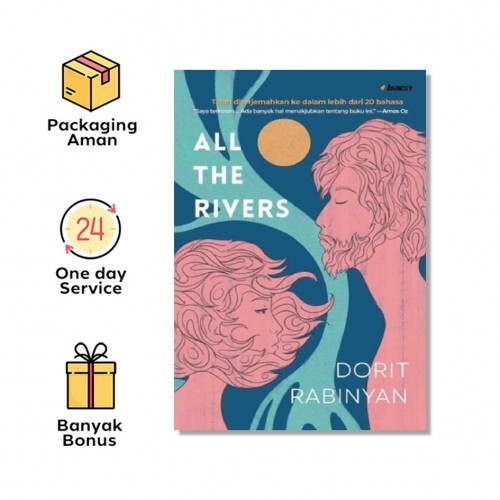 Packaging
Aman
24
One day
Service
Banyak
Bonus
baca
Telah diterjemahkan ke dalam lebih dari 20 bahasa
"Saya terkesan... Ada banyak hal menakjubkan tentang buku ini." —Amos Oz
ALL
THE
RIVERS
DORIT
RABINYAN